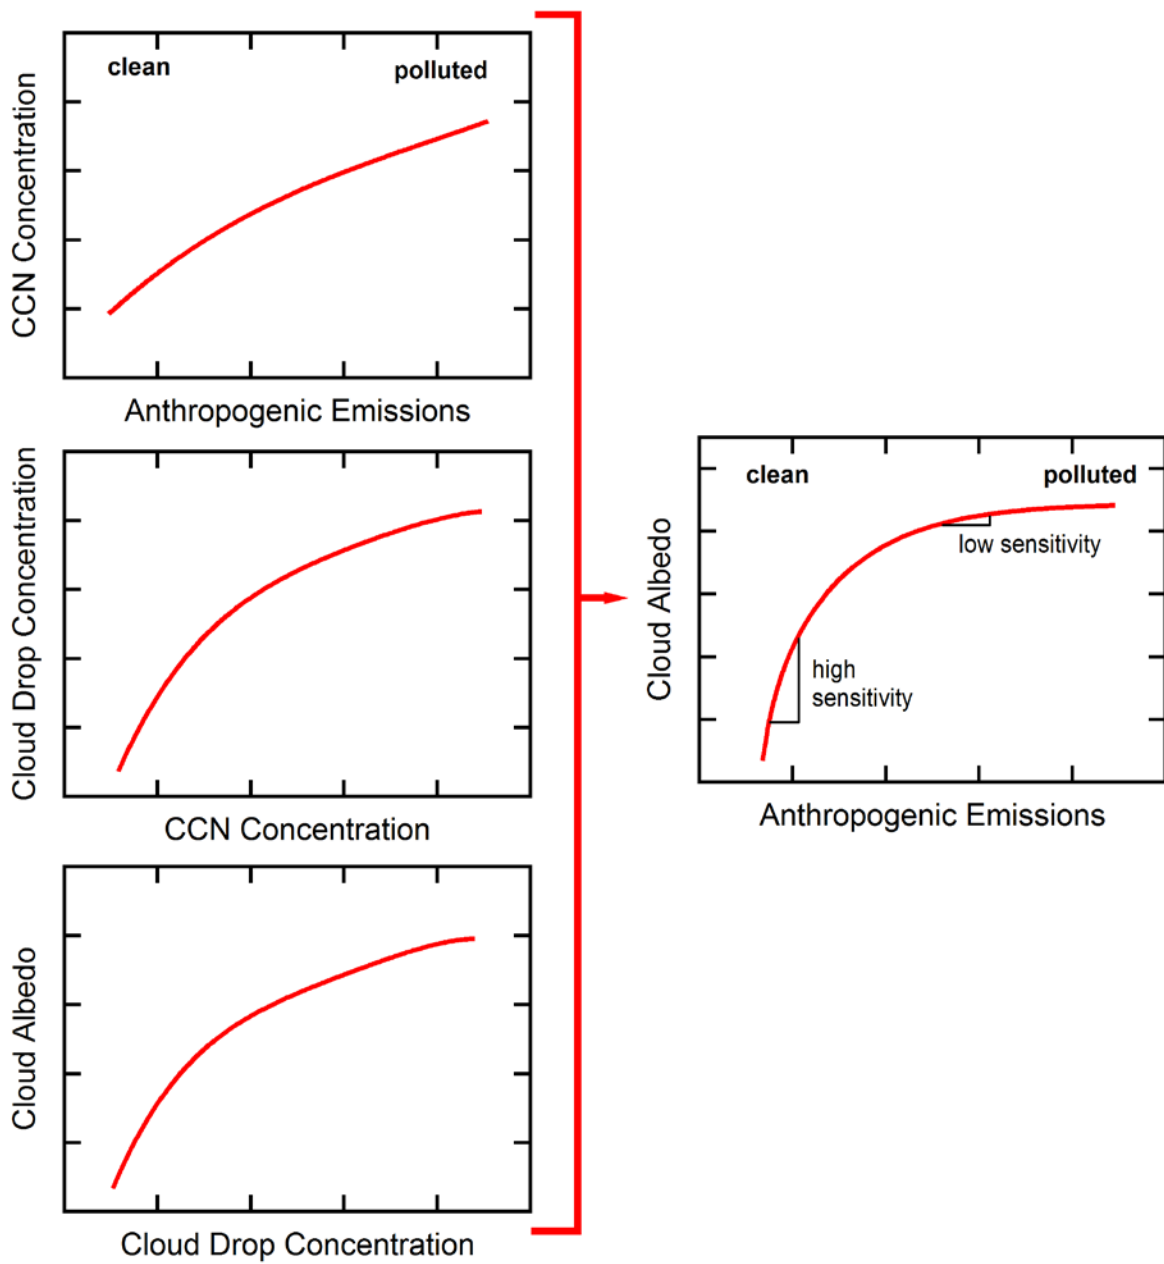 clean
polluted
CCN Concentration
Anthropogenic Emissions
Cloud Drop Concentration
CCN Concentration
Cloud Albedo
Cloud Drop Concentration
clean
polluted
low sensitivity
high
sensitivity
Cloud Albedo
Anthropogenic Emissions